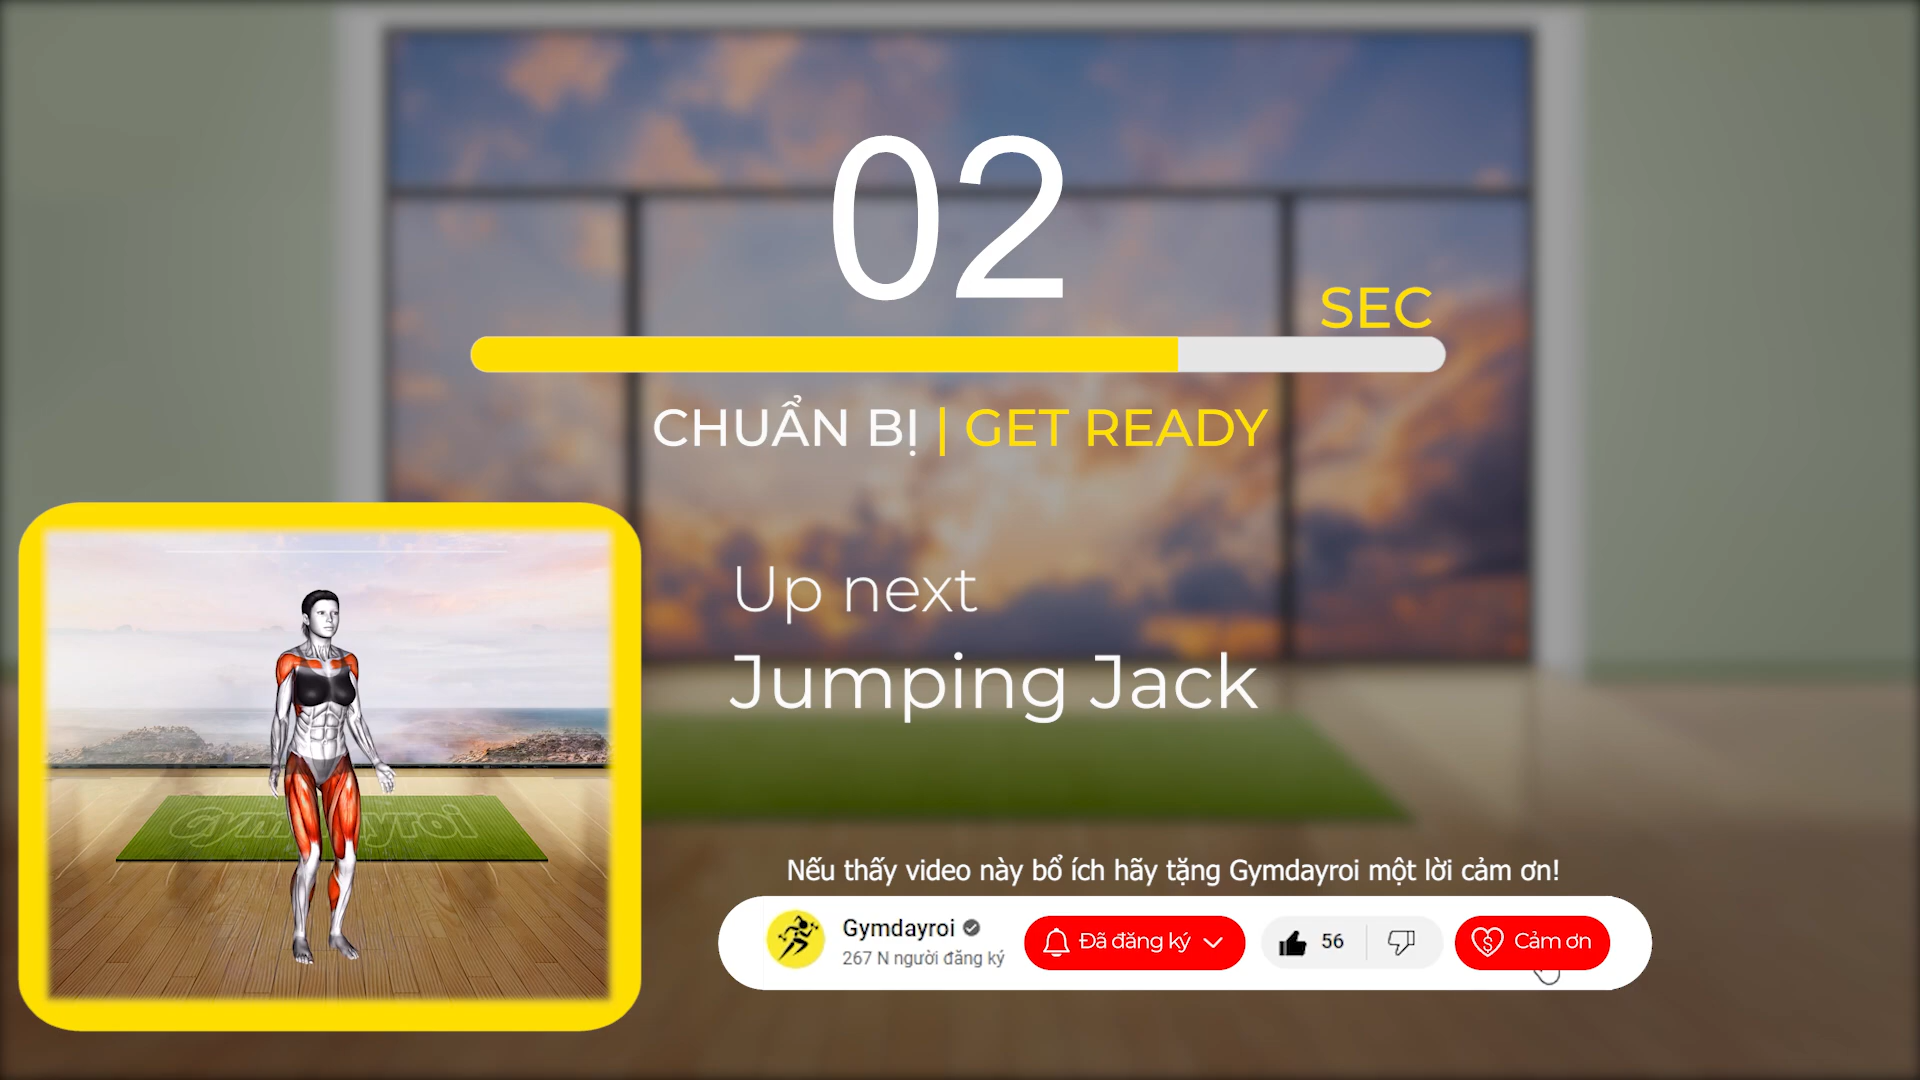 02
SEC
CHUẨN BỊ | GET READY
Up next
Jumping Jack
Gymdayroi
Nếu thấy video này bổ ích hãy tặng Gymdayroi một lời cảm ơn!
Gymdayroi
267 N người đăng ký
Đã đăng ký
56
Cảm ơn